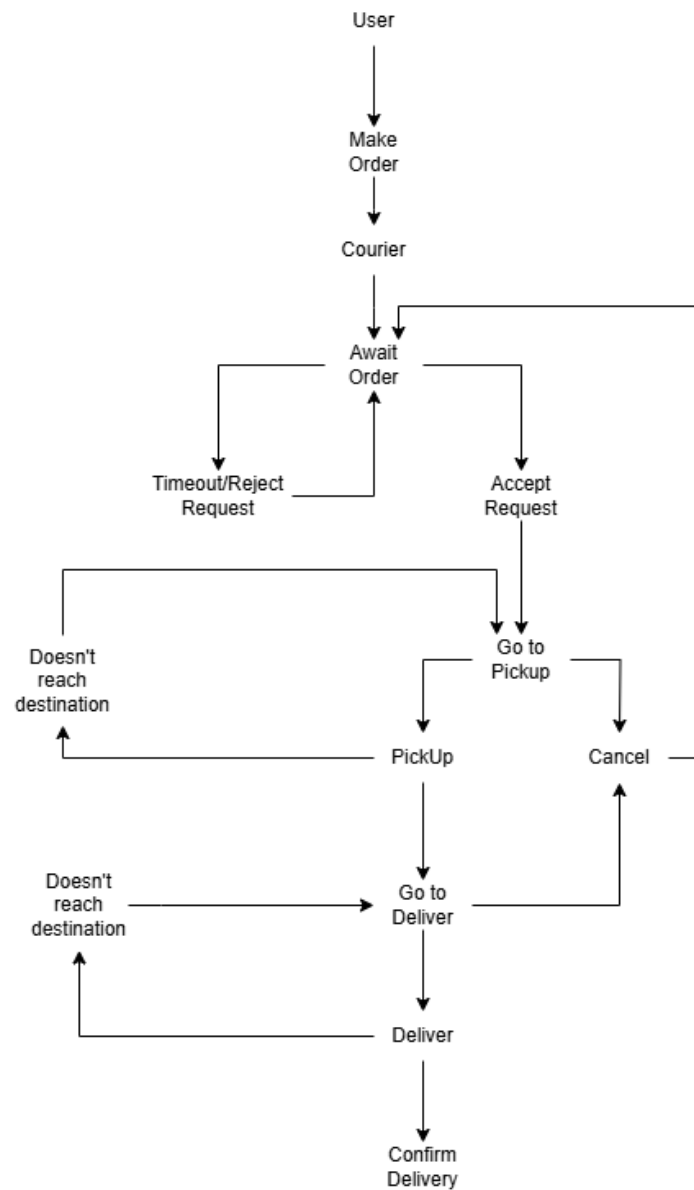 User
Make
Order
Courier
Await
Order
Timeout/Reject
Request
Accept
Request
Doesn't
reach
destination
Go to
Pickup
PickUp
Cancel
Doesn't
reach
destination
Go to
Deliver
Deliver
Confirm
Delivery